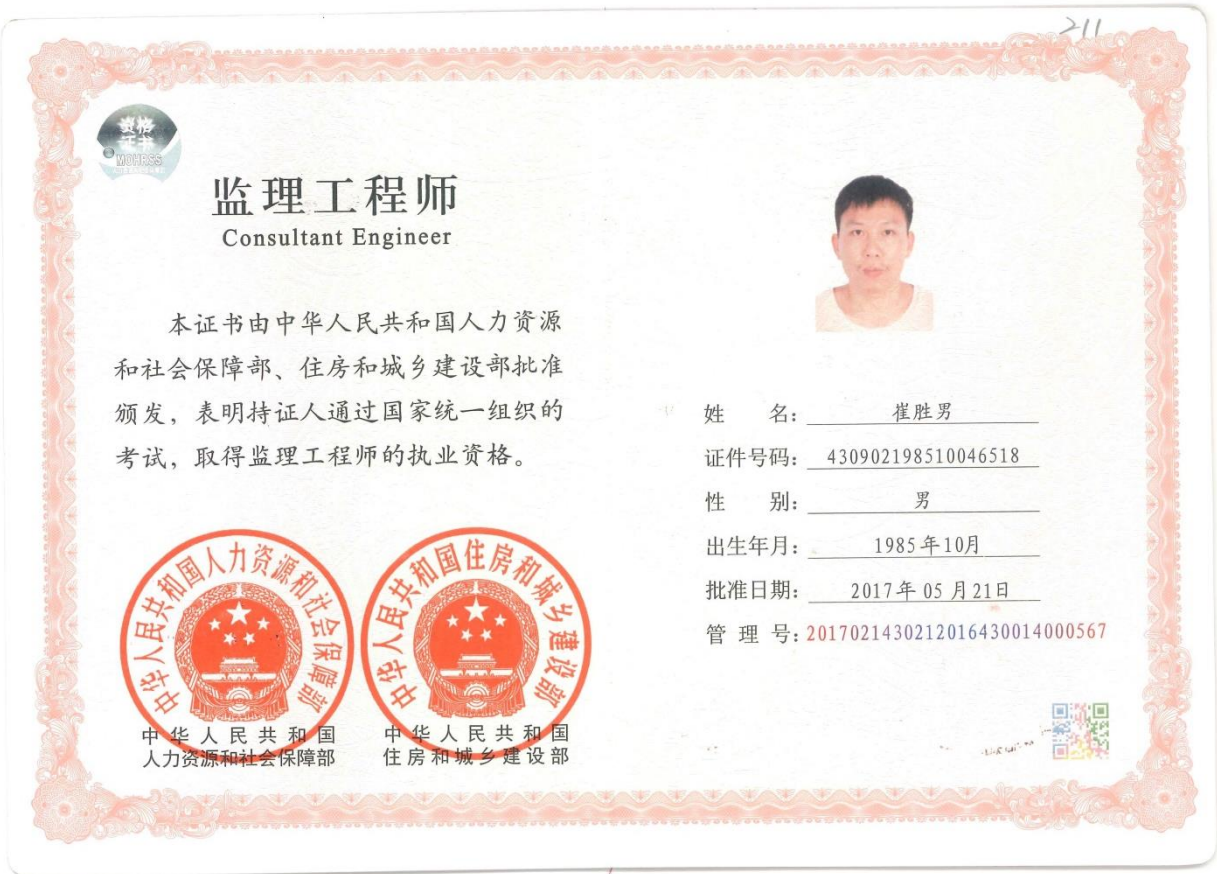 211
资格
证书
MOHRSS
监理工程师
Consultant Engineer
本证书由中华人民共和国人力资源
和社会保障部、住房和城乡建设部批准
颁发，表明持证人通过国家统一组织的
考试，取得监理工程师的执业资格。
中华人民共和国人力资源和社会保障部
中华人民共和国住房和城乡建设部
中华人民共和国
人力资源和社会保障部
中华人民共和国
住房和城乡建设部
姓 名： 崔胜男
证件号码： 430902198510046518
性 别： 男
出生年月： 1985年10月
批准日期： 2017年 05 月21日
管 理 号：2017021430212016430014000567